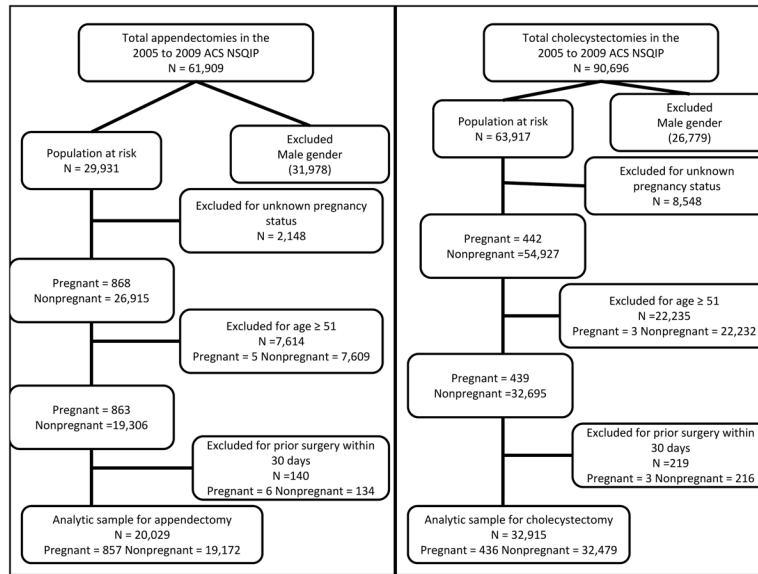 Total appendectomies in the
2005 to 2009 ACS NSQIP
N = 61,909
Population at risk
N = 29,931
Excluded
Male gender
(31,978)
Excluded for unknown pregnancy
status
N = 2,148
Pregnant = 868
Nonpregnant = 26,915
Excluded for age ≥ 51
N =7,614
Pregnant = 5 Nonpregnant = 7,609
Pregnant = 863
Nonpregnant =19,306
Excluded for prior surgery within
30 days
N =140
Pregnant = 6 Nonpregnant = 134
Analytic sample for appendectomy
N = 20,029
Pregnant = 857 Nonpregnant = 19,172
Total cholecystectomies in the
2005 to 2009 ACS NSQIP
N = 90,696
Population at risk
N = 63,917
Excluded
Male gender
(26,779)
Excluded for unknown
pregnancy status
N = 8,548
Pregnant = 442
Nonpregnant =54,927
Excluded for age ≥ 51
N =22,235
Pregnant = 3 Nonpregnant = 22,232
Pregnant = 439
Nonpregnant =32,695
Excluded for prior surgery within
30 days
N =219
Pregnant = 3 Nonpregnant = 216
Analytic sample for cholecystectomy
N = 32,915
Pregnant = 436 Nonpregnant = 32,479